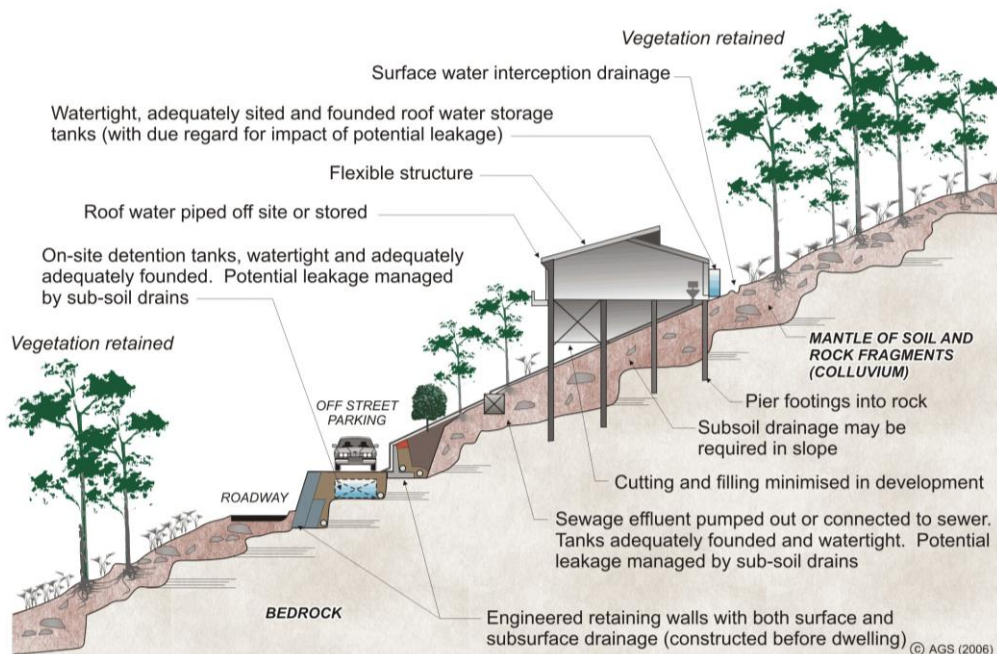 Vegetation retained
Surface water interception drainage
Watertight, adequately sited and founded roof water storage
tanks (with due regard for impact of potential leakage)
Flexible structure
Roof water piped off site or stored
On-site detention tanks, watertight and adequately
adequately founded. Potential leakage managed
by sub-soil drains
Vegetation retained
MANTLE OF SOIL AND
ROCK FRAGMENTS
(COLLUVIUM)
OFF STREET
PARKING
Pier footings into rock
Subsoil drainage may be
required in slope
Cutting and filling minimised in development
ROADWAY
Sewage effluent pumped out or connected to sewer.
Tanks adequately founded and watertight. Potential
leakage managed by sub-soil drains
BEDROCK
Engineered retaining walls with both surface and
subsurface drainage (constructed before dwelling)
© AGS (2006)